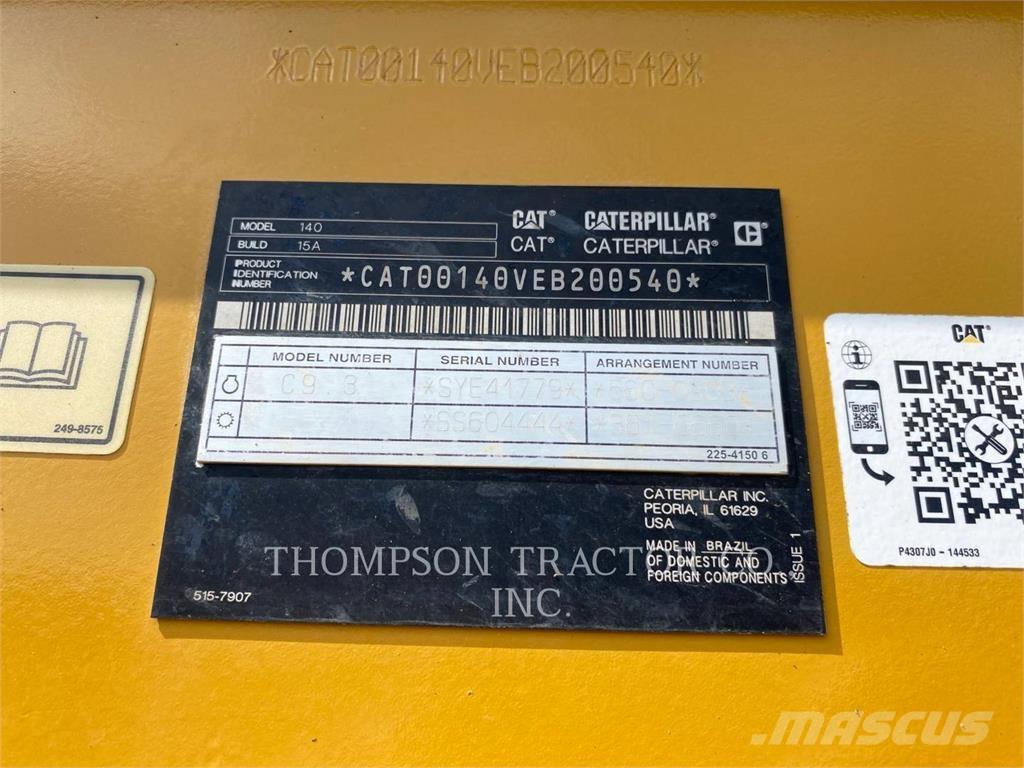 *CAT00140VEB200540*
MODEL 140
BUILD 15A
CAT® CATERPILLAR®
CAT® CATERPILLAR®
PRODUCT
IDENTIFICATION
NUMBER
*CAT00140VEB200540*
MODEL NUMBER SERIAL NUMBER ARRANGEMENT NUMBER
C9.3 *SYE41779*
*SS604444*
225-4150 6
CATERPILLAR INC.
PEORIA, IL 61629
USA
MADE IN BRAZIL
OF DOMESTIC AND
FOREIGN COMPONENTS
ISSUE 1
515-7907
249-8575
CAT®
P4307J0 - 144533
THOMPSON TRACTOR CO
INC.
MASCUS